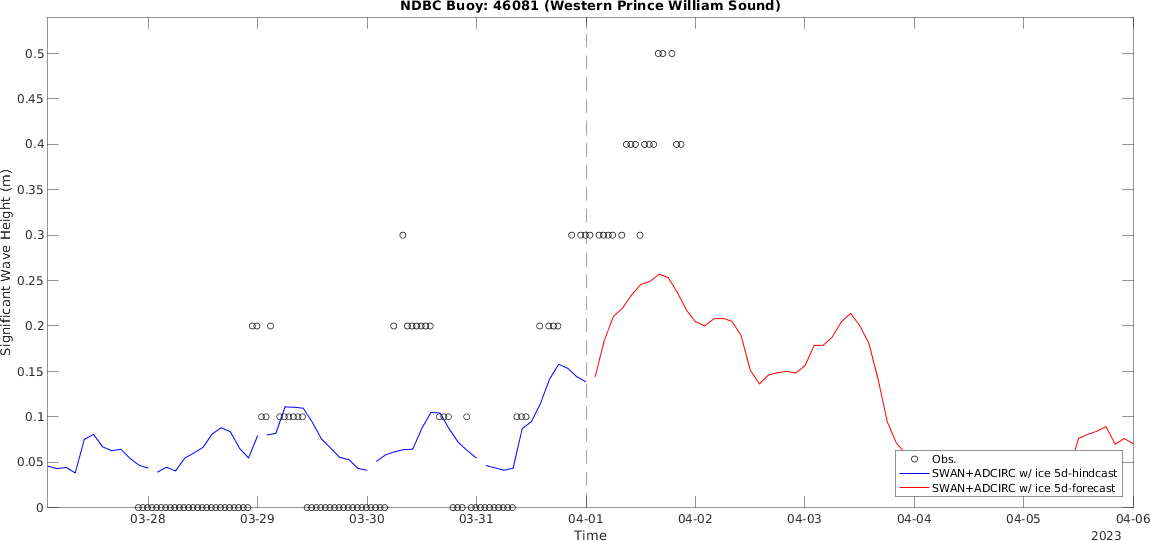 NDBC Buoy: 46081 (Western Prince William Sound)
Significant Wave Height (m)
0.5
0.45
0.4
0.35
0.3
0.25
0.2
0.15
0.1
0.05
0
Obs.
SWAN+ADCIRC w/ ice 5d-hindcast
SWAN+ADCIRC w/ ice 5d-forecast
03-28 03-29 03-30 03-31 04-01 04-02 04-03 04-04 04-05 04-06
Time
2023